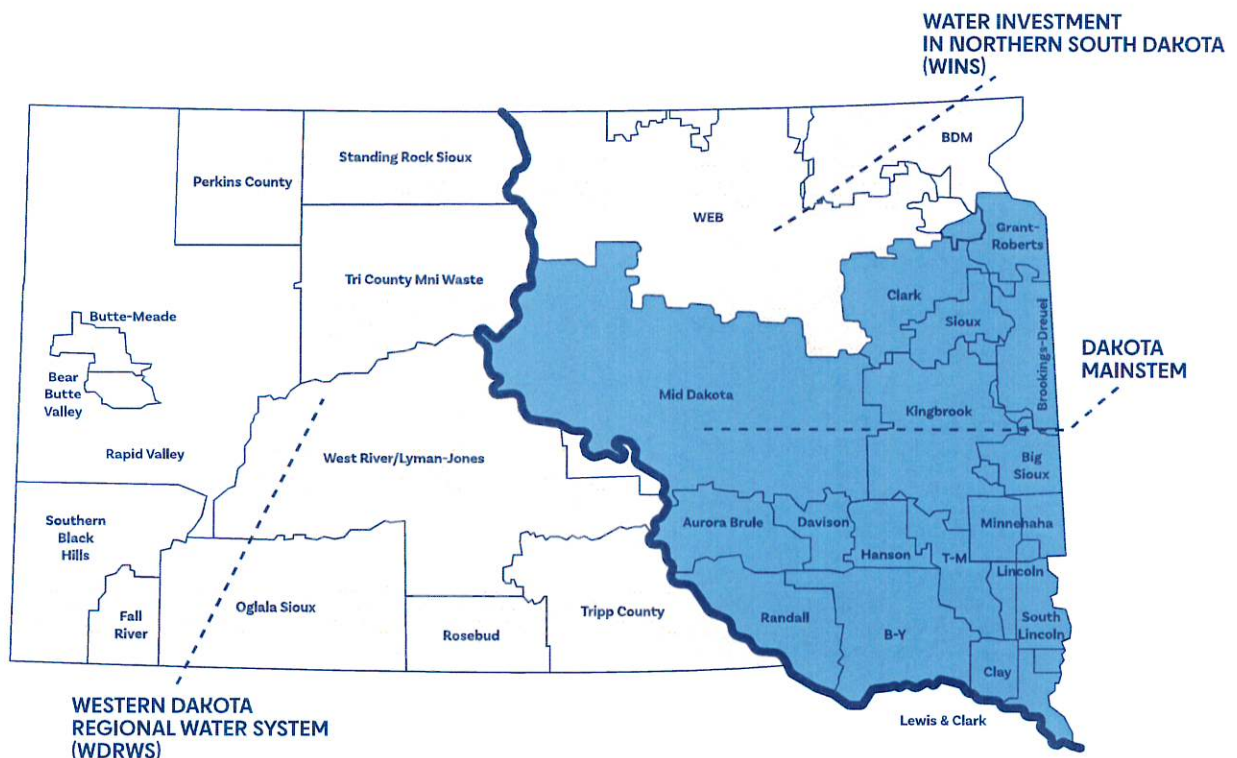 WATER INVESTMENT
IN NORTHERN SOUTH DAKOTA
(WINS)
BDM
Standing Rock Sioux
Perkins County
WEB
Grant-
Roberts
Tri County Mni Waste
Clark
Butte-Meade
Sioux
Brookings-Dreuel
DAKOTA
MAINSTEM
Bear
Butte
Valley
Mid Dakota
Kingbrook
Rapid Valley
West River/Lyman-Jones
Big
Sioux
Southern
Black
Hills
Aurora Brule
Davison
Minnehaha
Hanson
T-M
Lincoln
Fall
River
Oglala Sioux
Tripp County
Randall
South
Lincoln
Rosebud
B-Y
Clay
WESTERN DAKOTA
REGIONAL WATER SYSTEM
(WDRWS)
Lewis & Clark